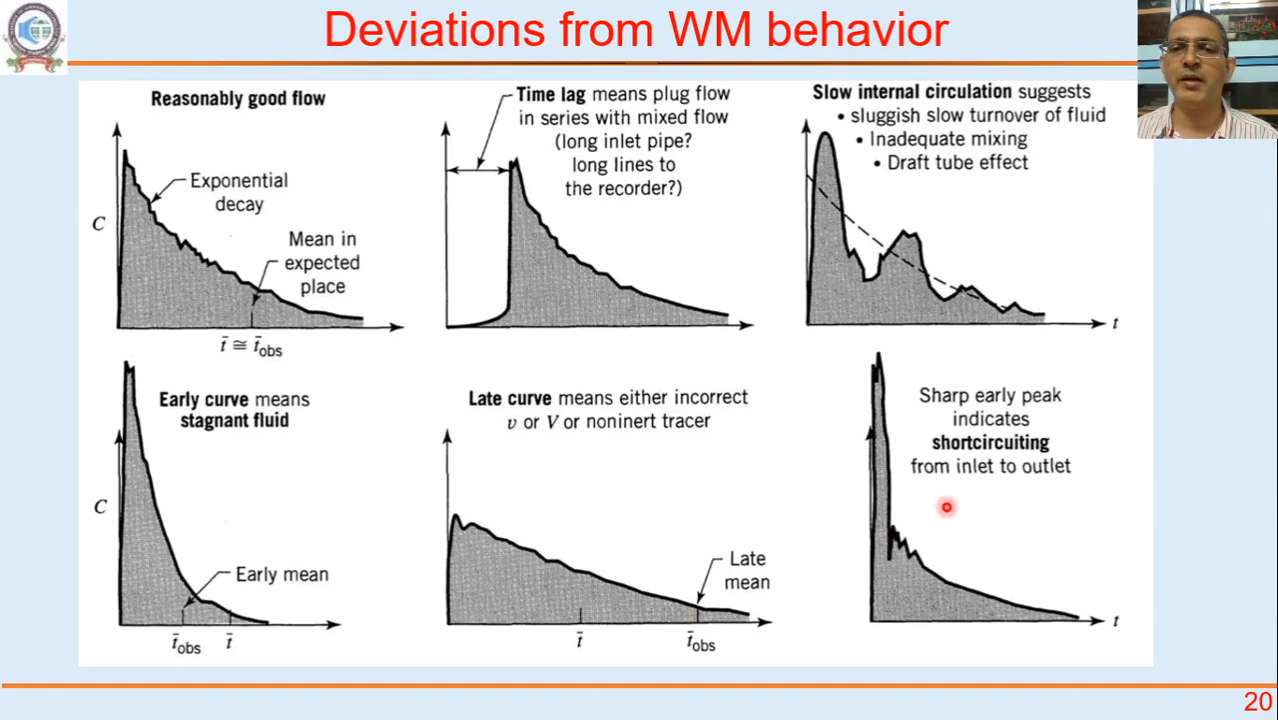 Deviations from WM behavior
Reasonably good flow
C
Exponential
decay
Mean in
expected
place
t̄ ≅ t̄obs
Time lag means plug flow
in series with mixed flow
(long inlet pipe?
long lines to
the recorder?)
Slow internal circulation suggests
• sluggish slow turnover of fluid
• Inadequate mixing
• Draft tube effect
t
Early curve means
stagnant fluid
C
Early mean
t̄obs t̄
Late curve means either incorrect
v or V or noninert tracer
Late
mean
t̄ t̄obs
Sharp early peak
indicates
shortcircuiting
from inlet to outlet
t
20